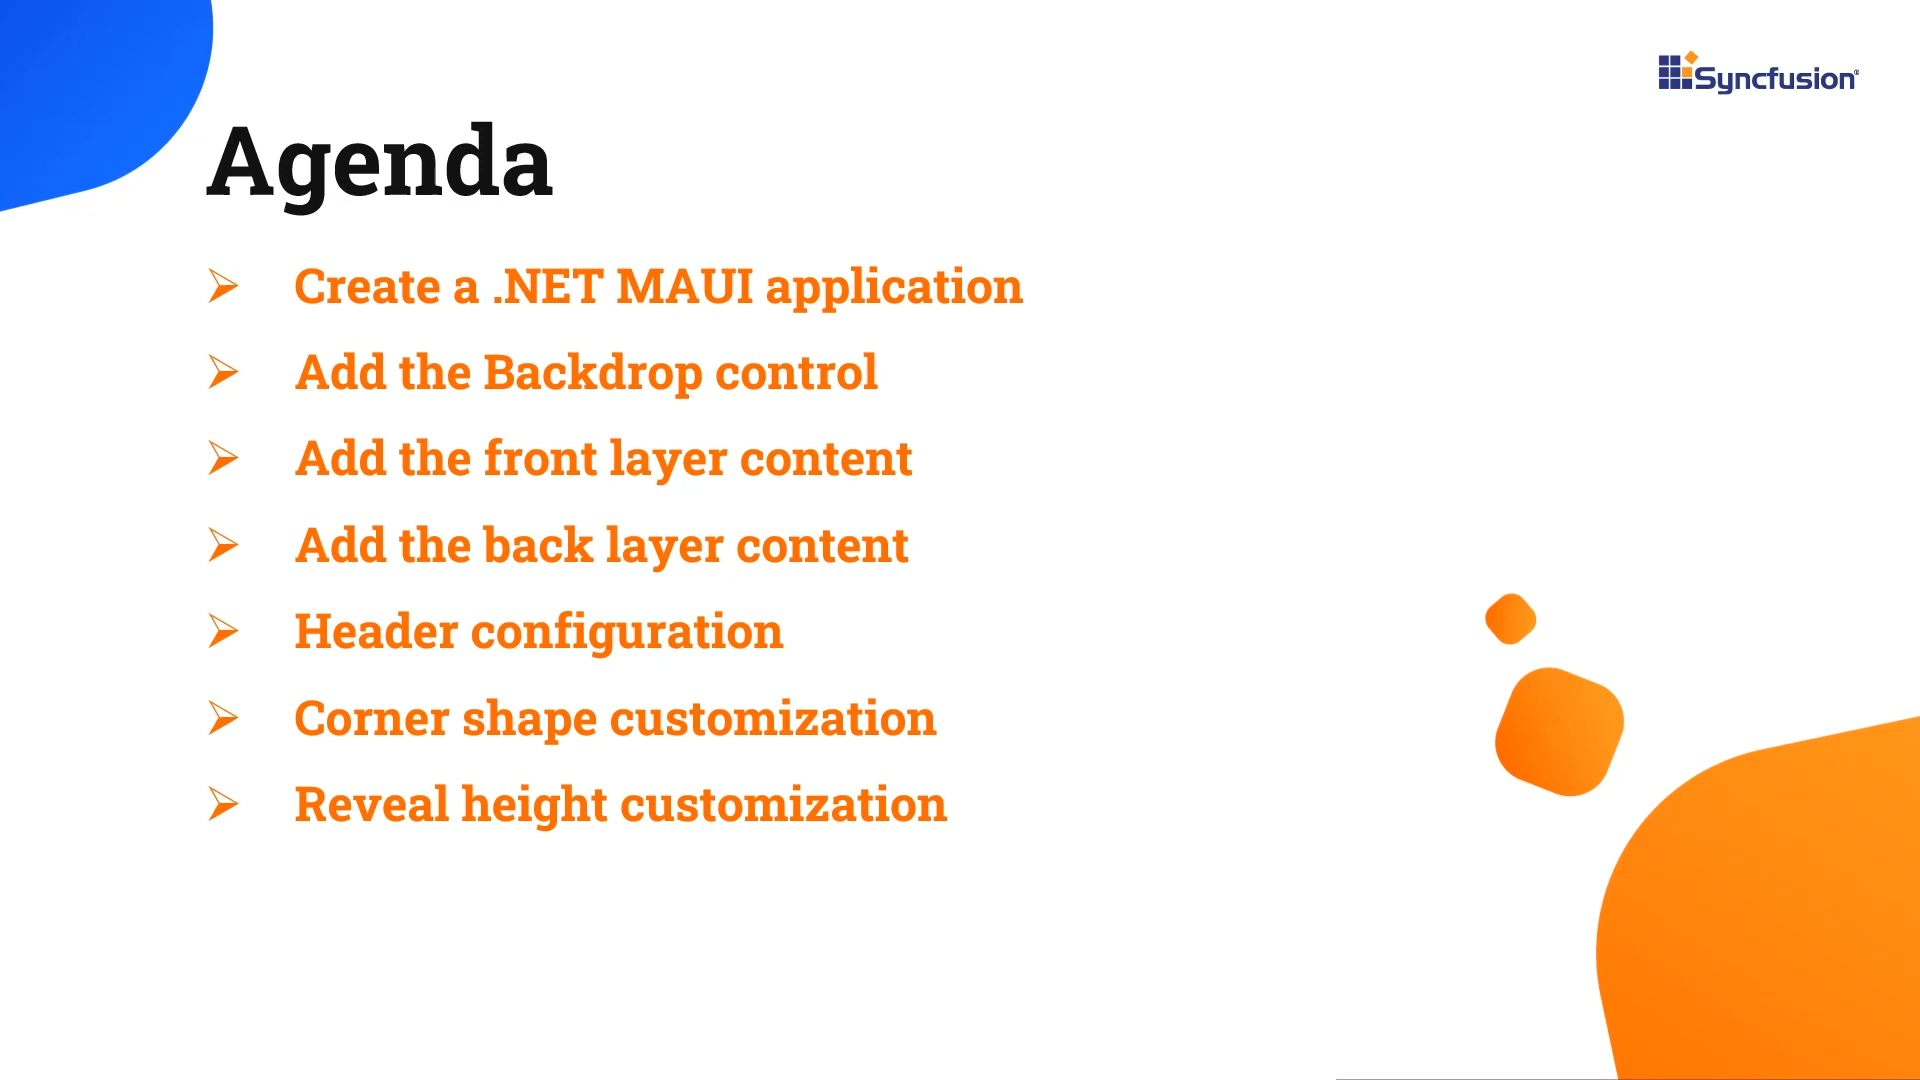 Syncfusion®
Agenda
Create a .NET MAUI application
Add the Backdrop control
Add the front layer content
Add the back layer content
Header configuration
Corner shape customization
Reveal height customization